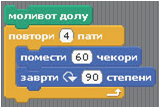 моливот долу
повтори 4 пати
помести 60 чекори
заврти 90 степени